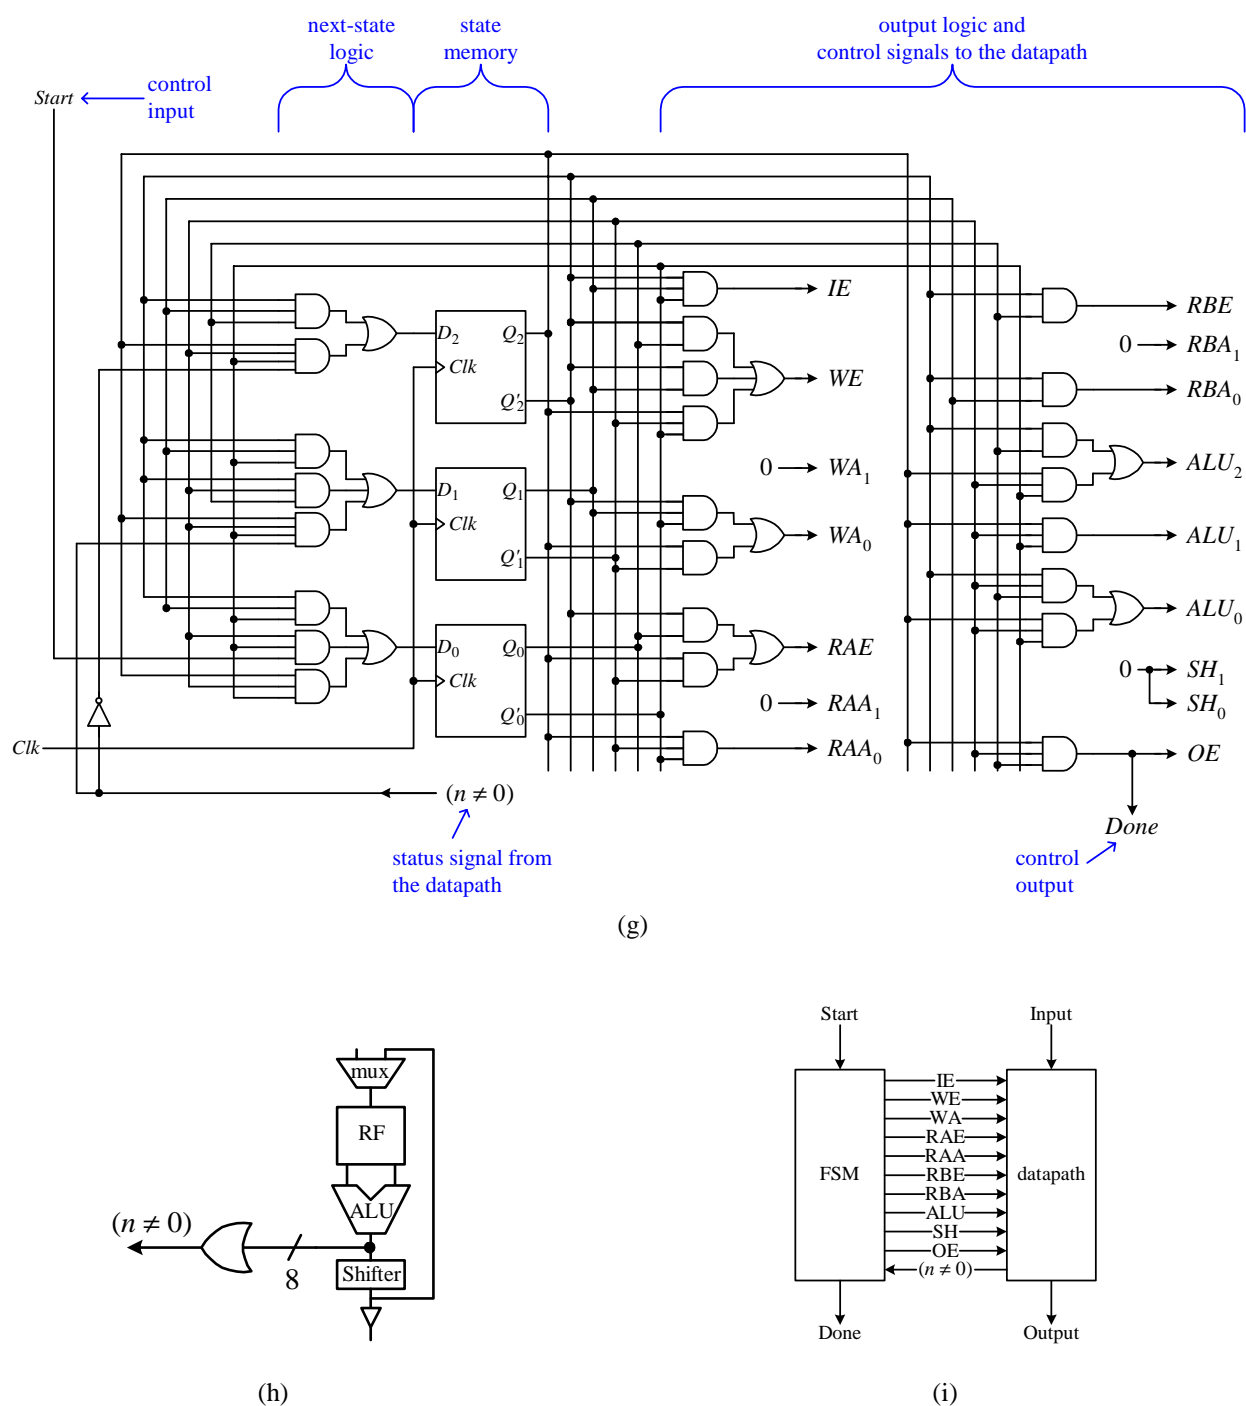 next-state
logic
state
memory
output logic and
control signals to the datapath
Start
control
input
D₂
Q₂
Clk
Q'₂
D₁
Q₁
Clk
Q'₁
D₀
Q₀
Clk
Q'₀
Clk
(n ≠ 0)
status signal from
the datapath
IE
WE
0 WA₁
WA₀
RAE
0 RAA₁
RAA₀
RBE
0 RBA₁
RBA₀
ALU₂
ALU₁
ALU₀
0 SH₁
SH₀
OE
Done
control
output
(g)
mux
RF
ALU
(n ≠ 0)
8
Shifter
(h)
Start
Input
IE
WE
WA
RAE
RAA
FSM
RBE
datapath
RBA
ALU
SH
OE
(n ≠ 0)
Done
Output
(i)